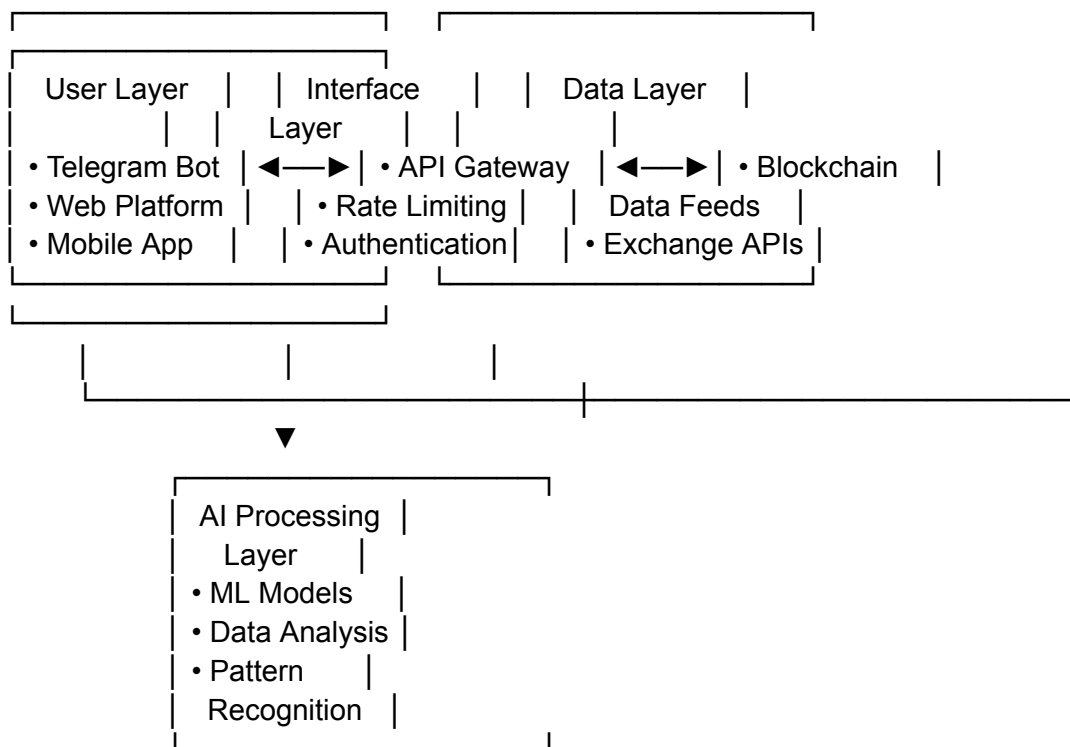 User Layer Interface Data Layer
Layer
• Telegram Bot ◄──► • API Gateway ◄──► • Blockchain
• Web Platform • Rate Limiting Data Feeds
• Mobile App • Authentication • Exchange APIs
▼
AI Processing
Layer
• ML Models
• Data Analysis
• Pattern
Recognition